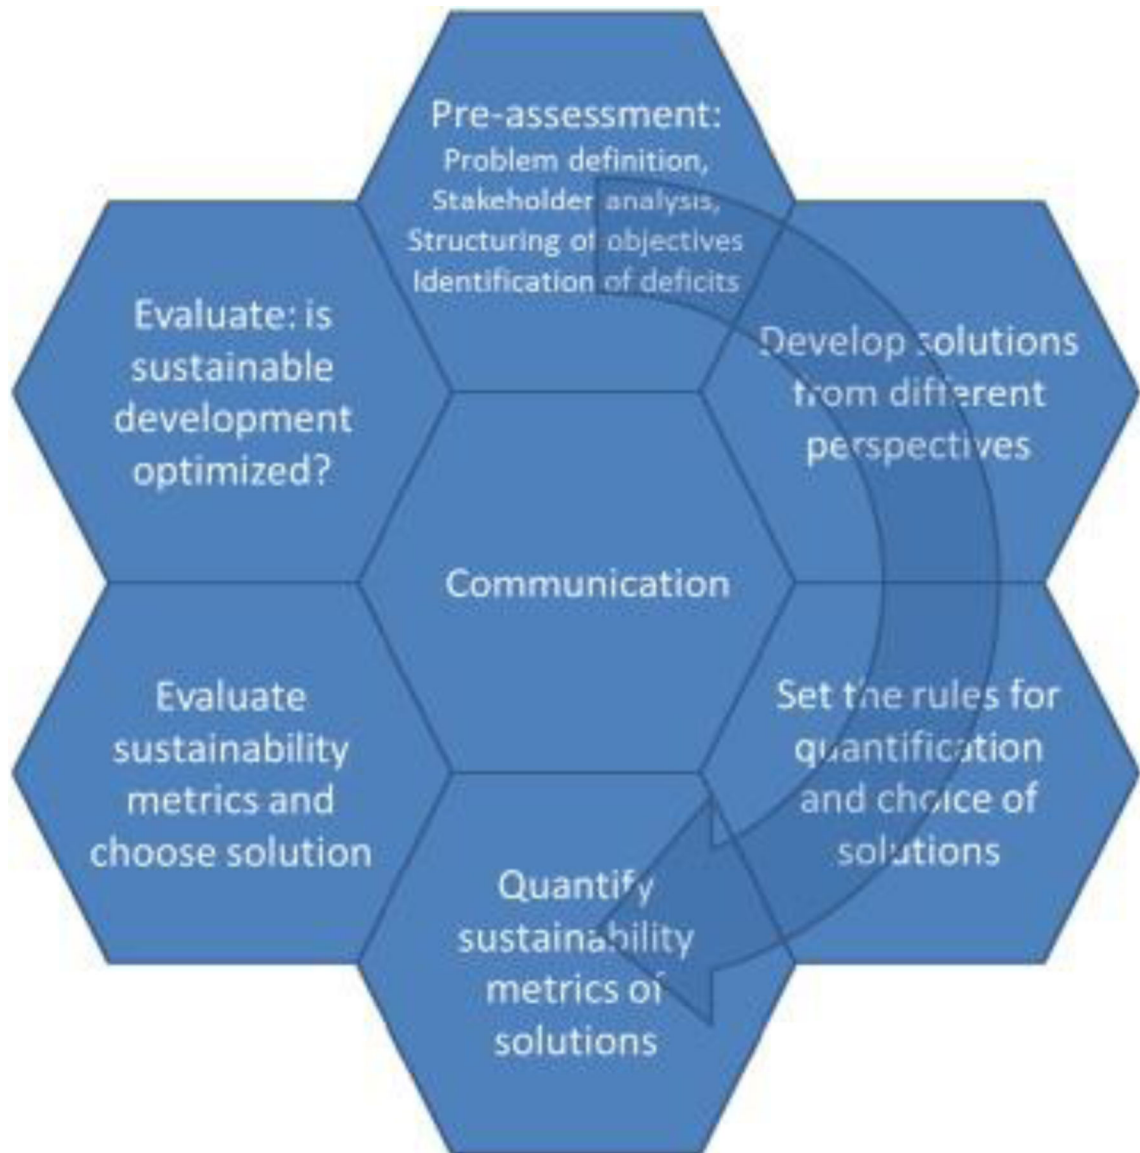 Pre-assessment:
Problem definition,
Stakeholder analysis,
Structuring of objectives
Identification of deficits
Develop solutions
from different
perspectives
Set the rules for
quantification
and choice of
solutions
Quantify
sustainability
metrics of
solutions
Evaluate
sustainability
metrics and
choose solution
Evaluate: is
sustainable
development
optimized?
Communication